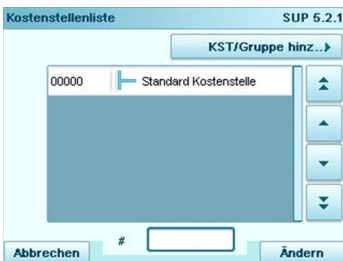 Kostenstellenliste SUP 5.2.1
KST/Gruppe hinz..
00000 Standard Kostenstelle
#
Abbrechen Ändern